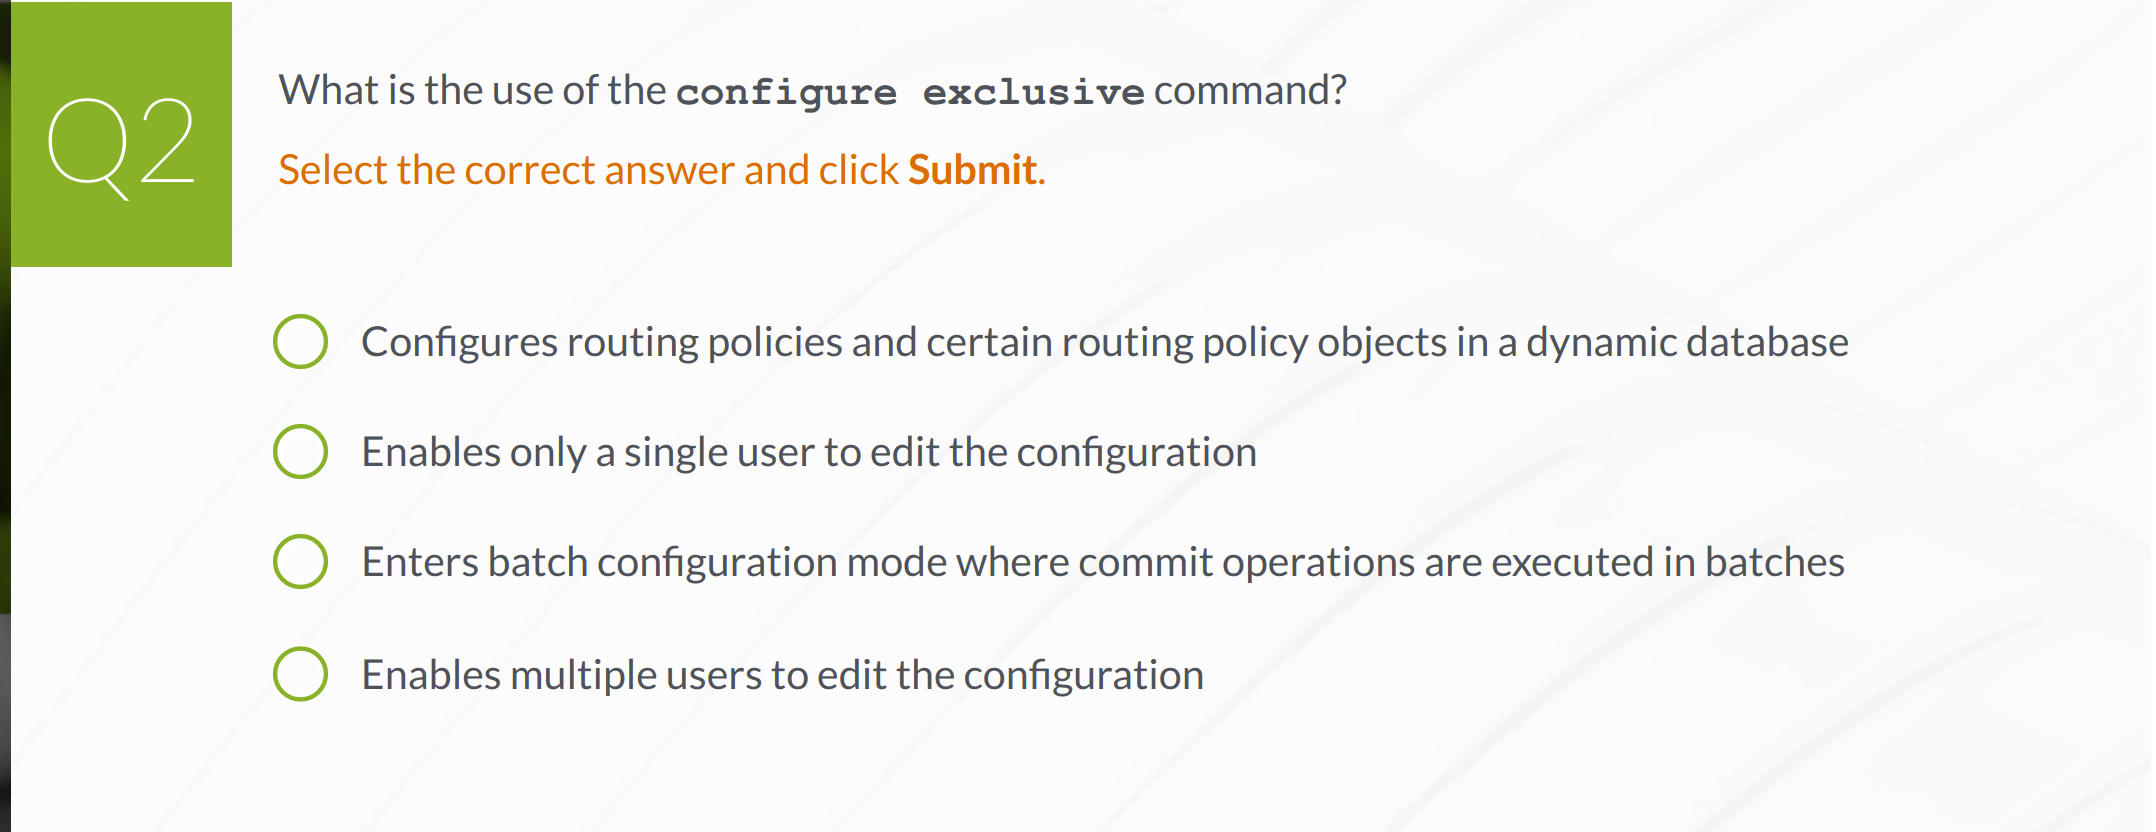 Q2
What is the use of the configure exclusive command?
Select the correct answer and click Submit.
Configures routing policies and certain routing policy objects in a dynamic database
Enables only a single user to edit the configuration
Enters batch configuration mode where commit operations are executed in batches
Enables multiple users to edit the configuration